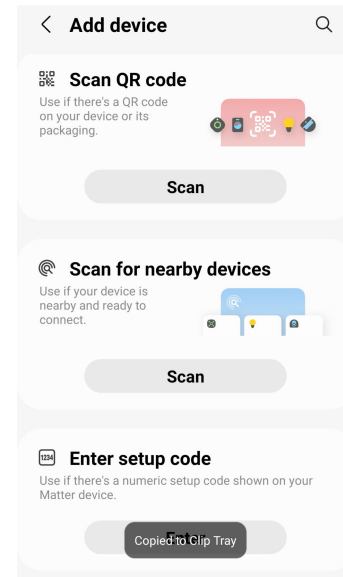 Add device
Scan QR code
Use if there's a QR code
on your device or its
packaging.
Scan
Scan for nearby devices
Use if your device is
nearby and ready to
connect.
Scan
1234
Enter setup code
Use if there's a numeric setup code shown on your
Matter device.
Enter
Copied to Clip Tray